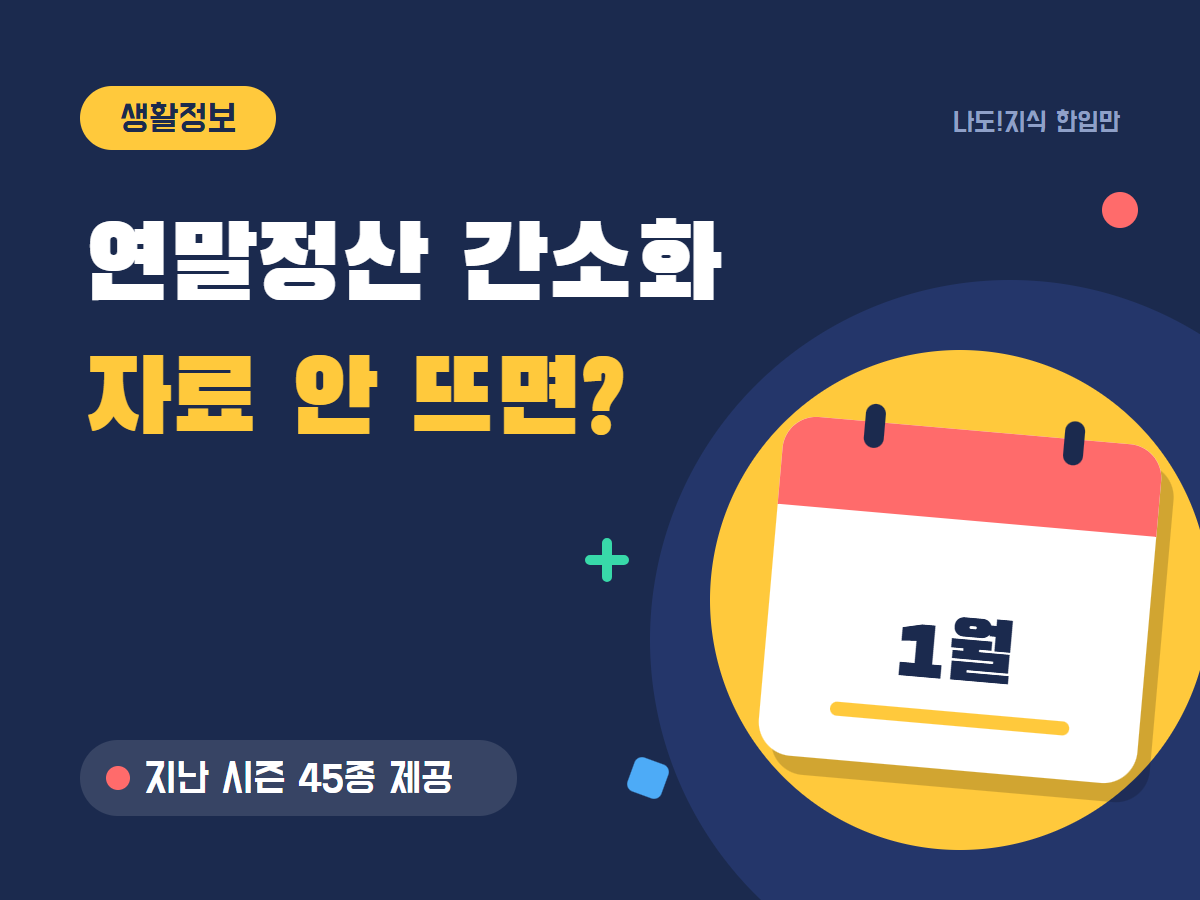 생활정보
나도!지식 한입만
연말정산 간소화
자료 안 뜨면?
1월
지난 시즌 45종 제공